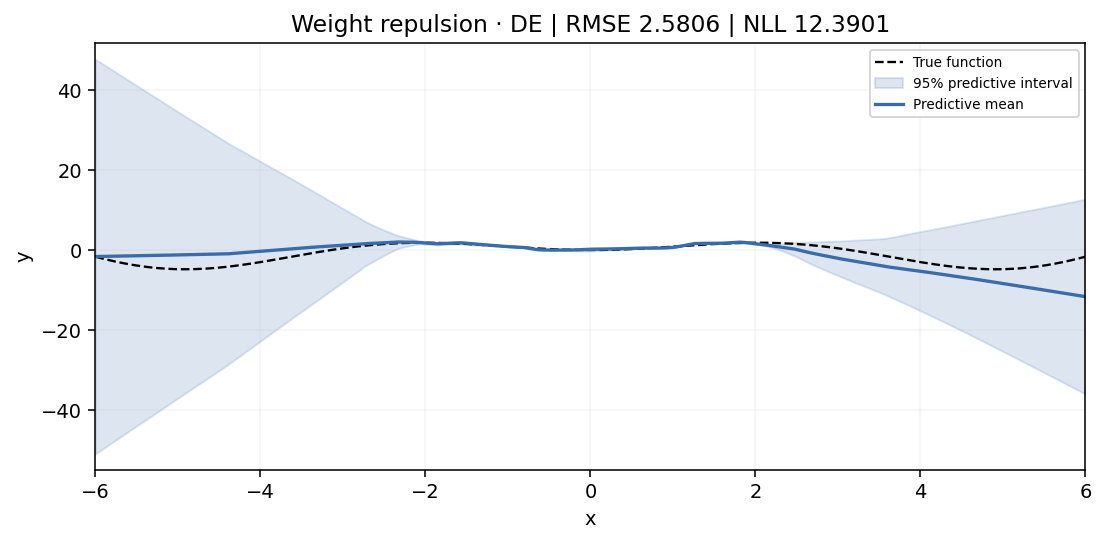 Weight repulsion · DE | RMSE 2.5806 | NLL 12.3901
True function
95% predictive interval
Predictive mean
y
40
20
0
−20
−40
−6
−4
−2
0
2
4
6
x